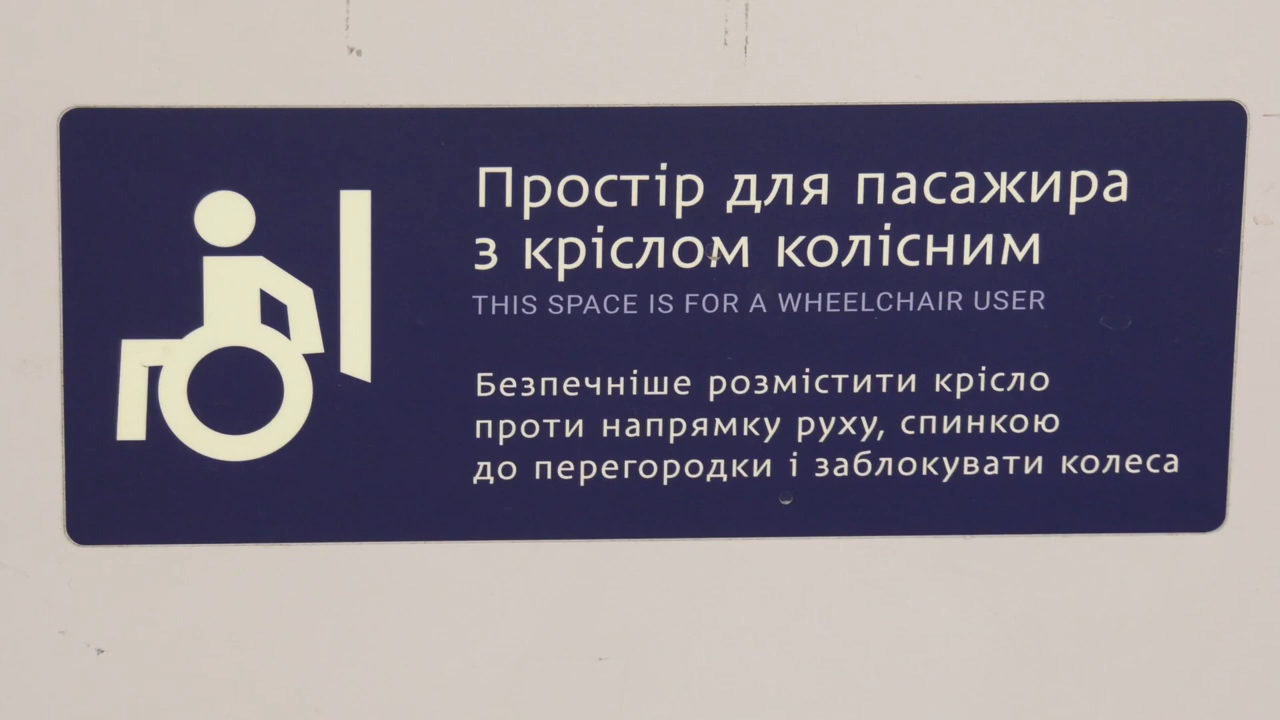 Простір для пасажира
з кріслом колісним
THIS SPACE IS FOR A WHEELCHAIR USER
Безпечніше розмістити крісло
проти напрямку руху, спинкою
до перегородки і заблокувати колеса